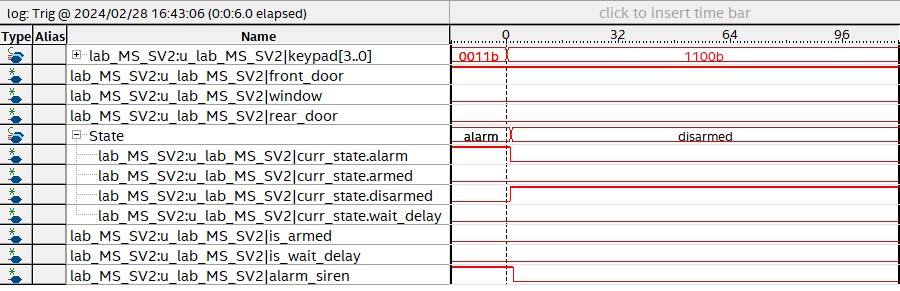 log: Trig @ 2024/02/28 16:43:06 (0:0:6.0 elapsed) click to insert time bar
Type Alias Name 0 32 64 96
lab_MS_SV2:u_lab_MS_SV2|keypad[3..0] 0011b 1100b
lab_MS_SV2:u_lab_MS_SV2|front_door
lab_MS_SV2:u_lab_MS_SV2|window
lab_MS_SV2:u_lab_MS_SV2|rear_door
State alarm disarmed
lab_MS_SV2:u_lab_MS_SV2|curr_state.alarm
lab_MS_SV2:u_lab_MS_SV2|curr_state.armed
lab_MS_SV2:u_lab_MS_SV2|curr_state.disarmed
lab_MS_SV2:u_lab_MS_SV2|curr_state.wait_delay
lab_MS_SV2:u_lab_MS_SV2|is_armed
lab_MS_SV2:u_lab_MS_SV2|is_wait_delay
lab_MS_SV2:u_lab_MS_SV2|alarm_siren